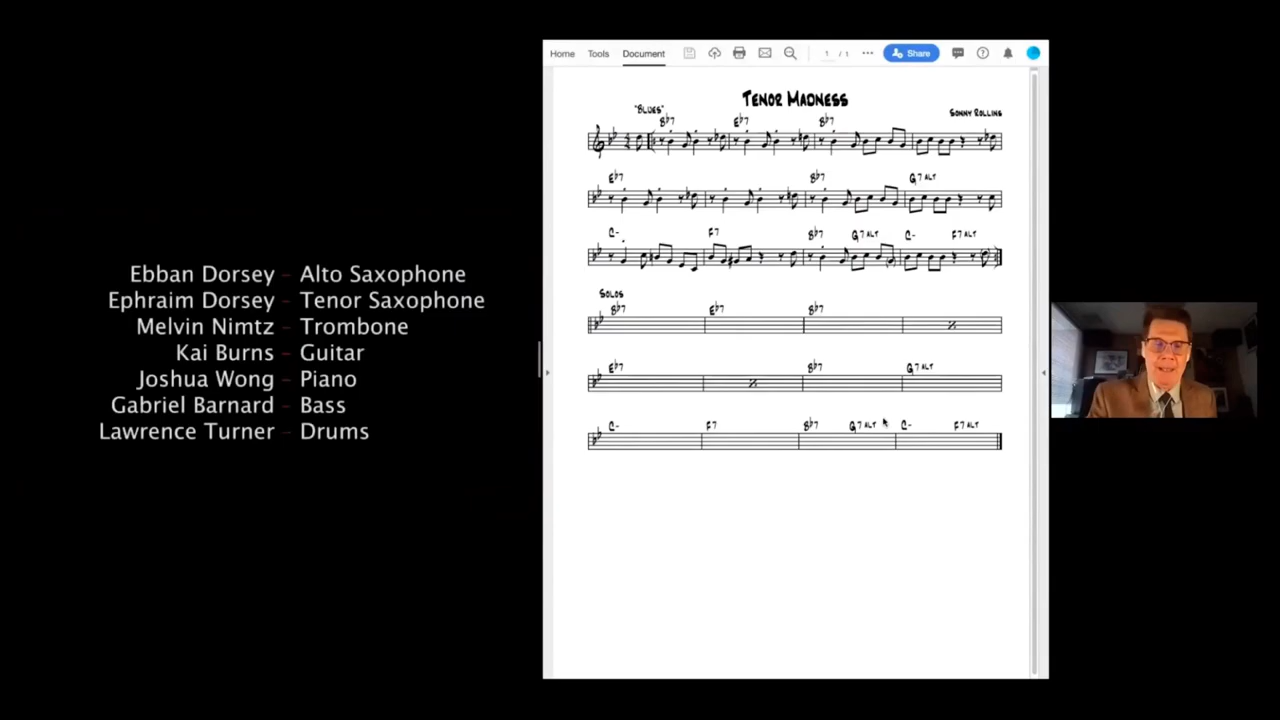 Home Tools Document 1 / 1 Share
TENOR MADNESS
"BLUES"
SONNY ROLLINS
Bb7 Eb7 Bb7
Eb7 Bb7 G7 ALT
C- F7 Bb7 G7 ALT C- F7 ALT
SOLOS
Bb7 Eb7 Bb7
Eb7 Bb7 G7 ALT
C- F7 Bb7 G7 ALT C- F7 ALT
Ebban Dorsey - Alto Saxophone
Ephraim Dorsey - Tenor Saxophone
Melvin Nimtz - Trombone
Kai Burns - Guitar
Joshua Wong - Piano
Gabriel Barnard - Bass
Lawrence Turner - Drums